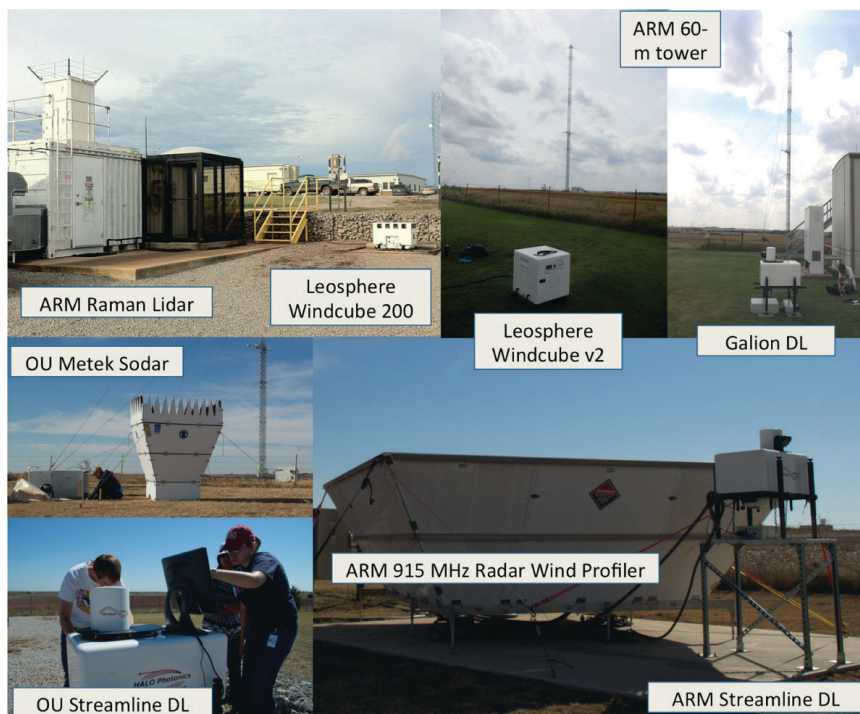 ARM 60-
m tower
ARM Raman Lidar
Leosphere
Windcube 200
Leosphere
Windcube v2
Galion DL
OU Metek Sodar
ARM 915 MHz Radar Wind Profiler
HALO Photonics
OU Streamline DL
ARM Streamline DL